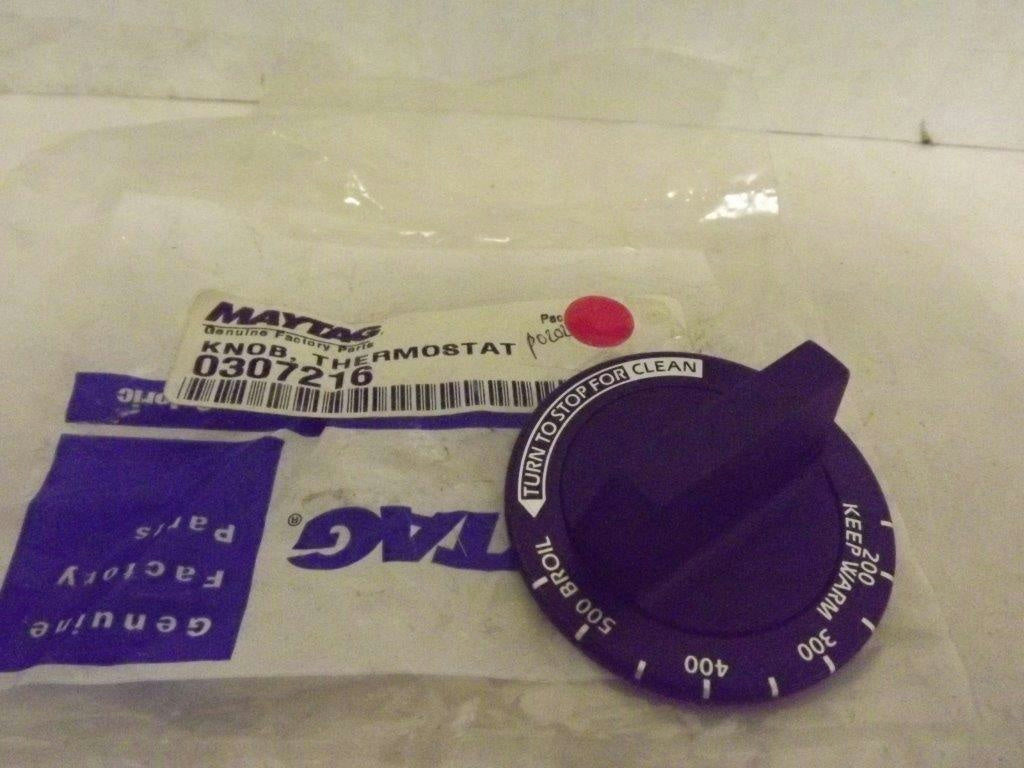 MAYTAG
Genuine Factory Parts
KNOB, THERMOSTAT
0307216
TURN TO STOP FOR CLEAN
KEEP WARM
200
300
400
500
BROIL
TAG®
Genuine
Factory
Parts